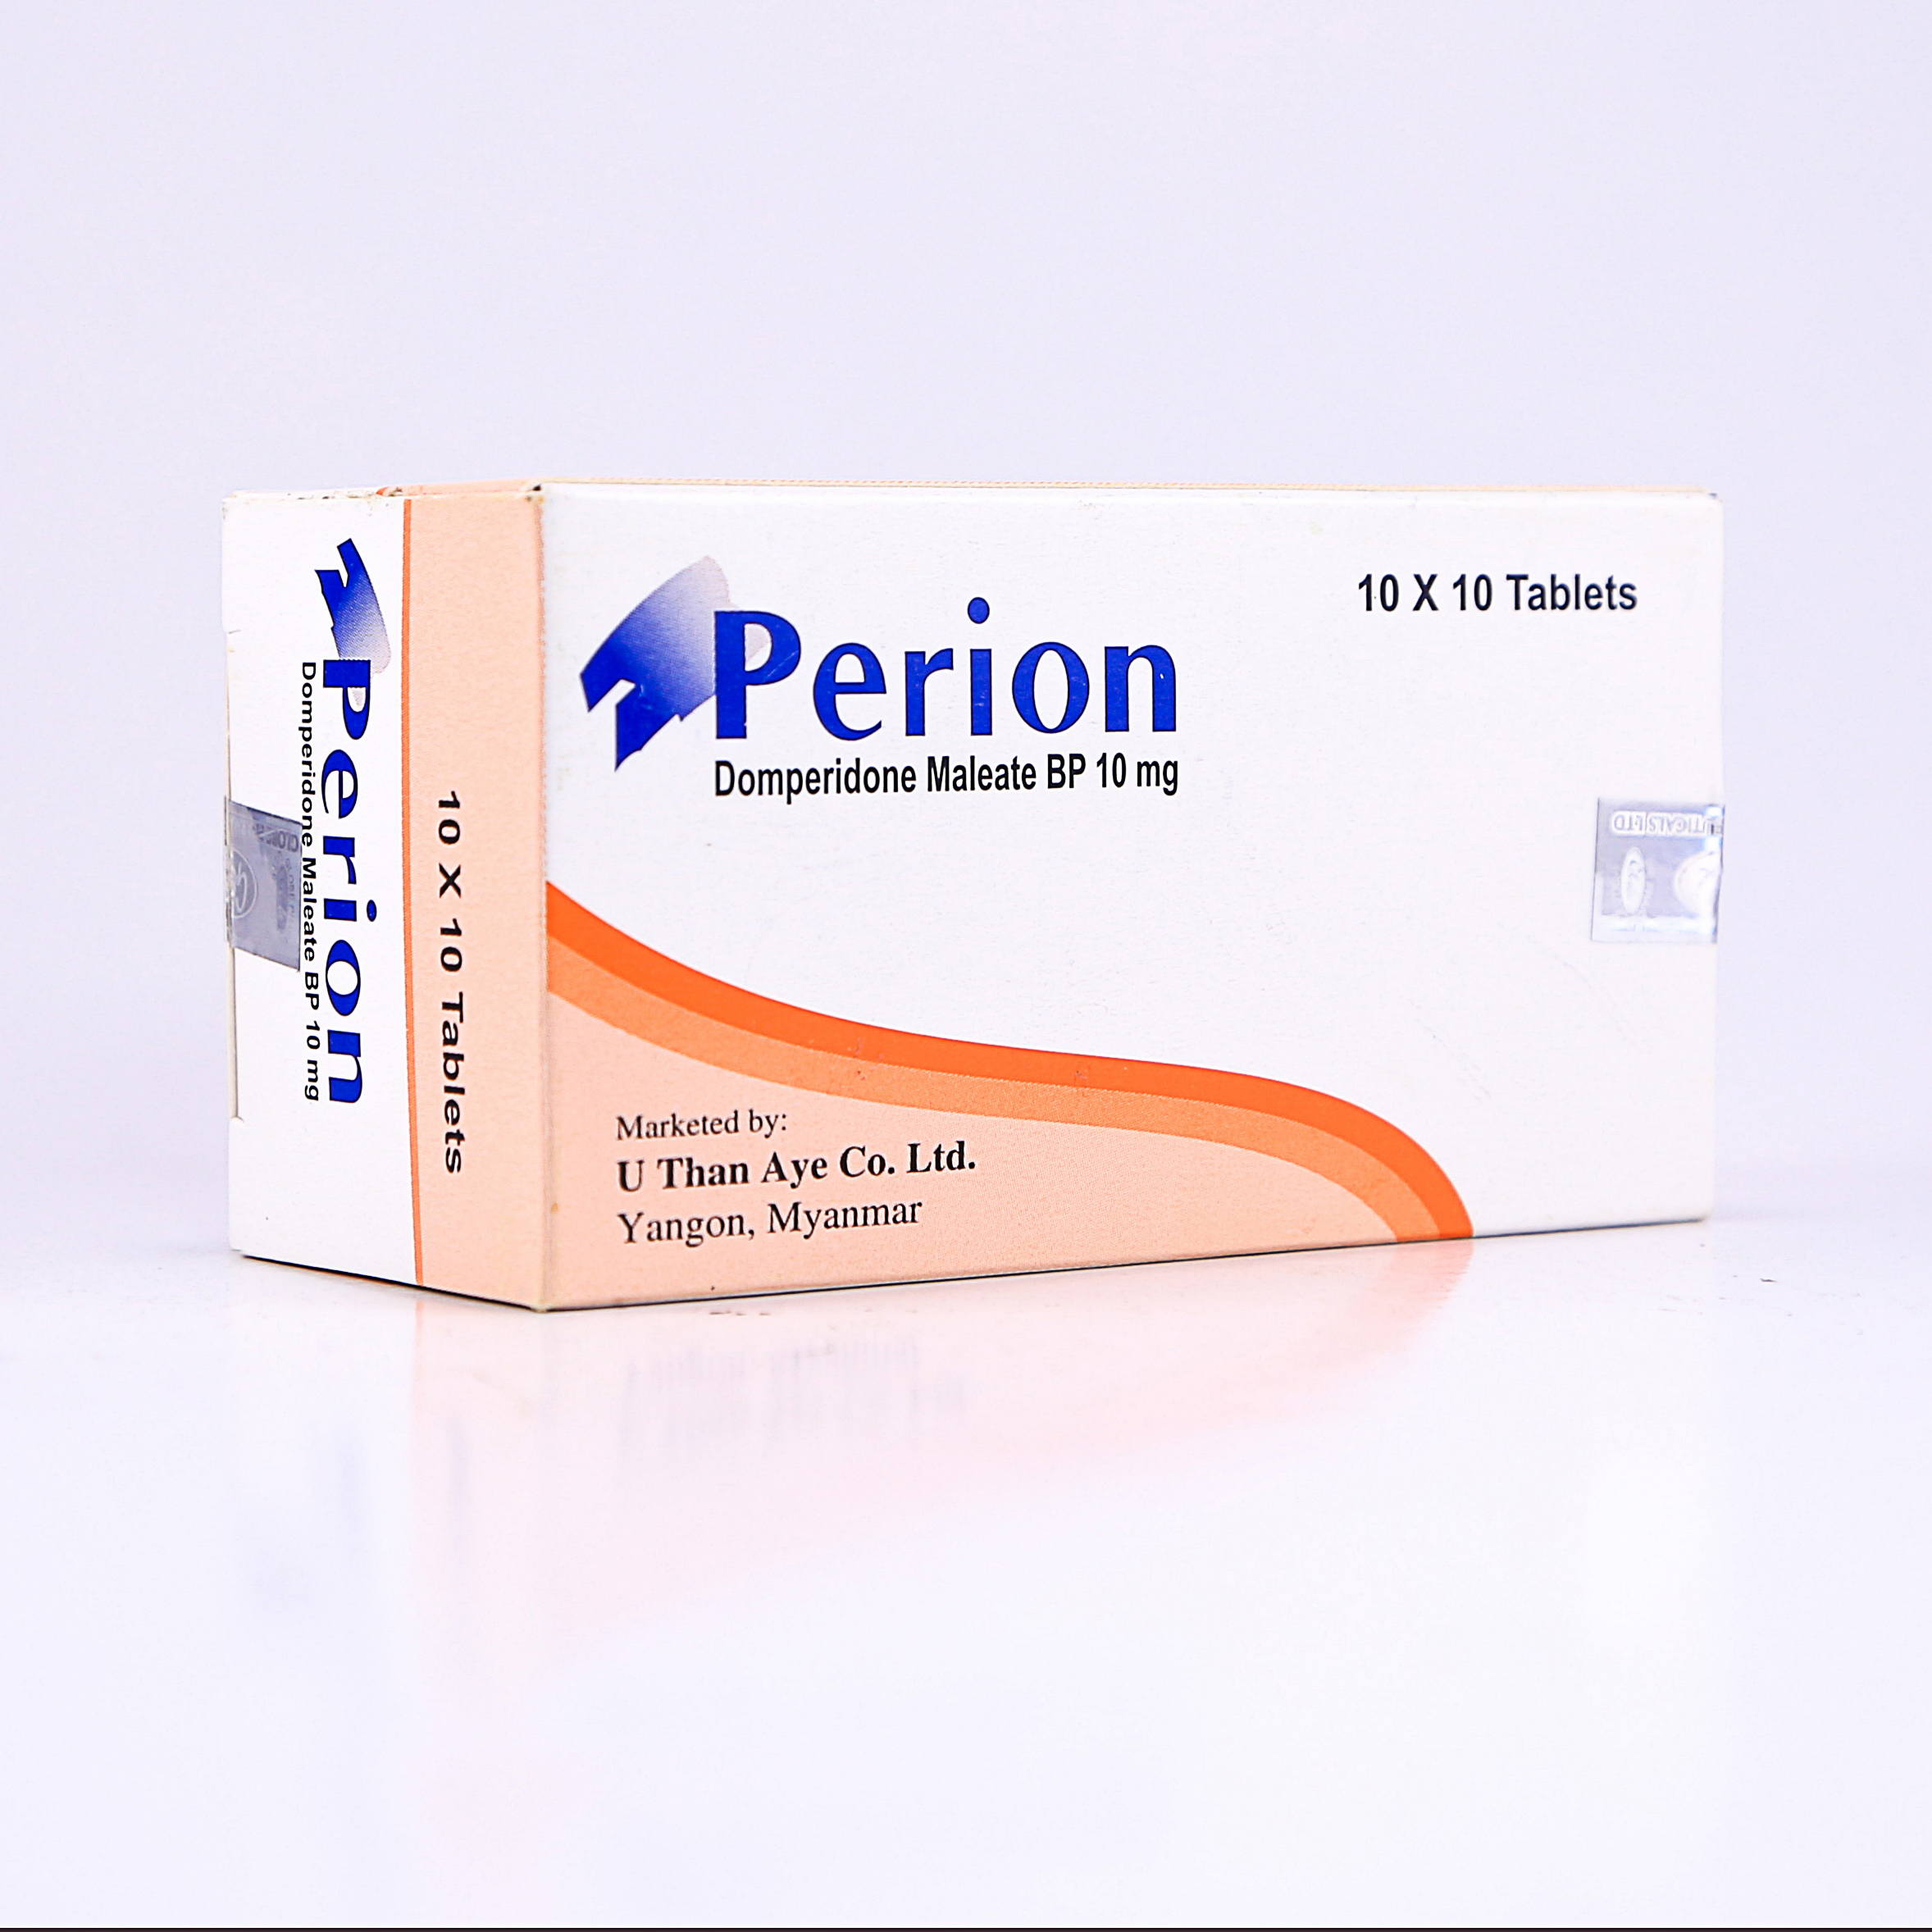 Perion
Domperidone Maleate BP 10 mg
10 X 10 Tablets
Perion
Domperidone Maleate BP 10 mg
10 X 10 Tablets
Marketed by:
U Than Aye Co. Ltd.
Yangon, Myanmar
LTD